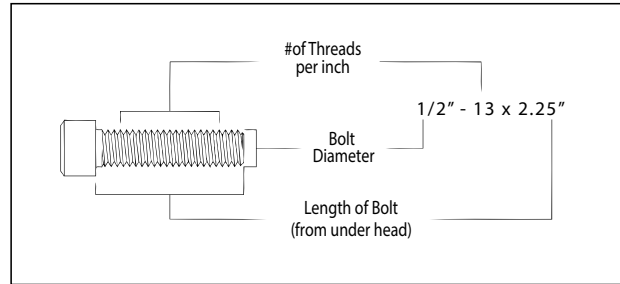 #of Threads
per inch
1/2” - 13 x 2.25”
Bolt
Diameter
Length of Bolt
(from under head)